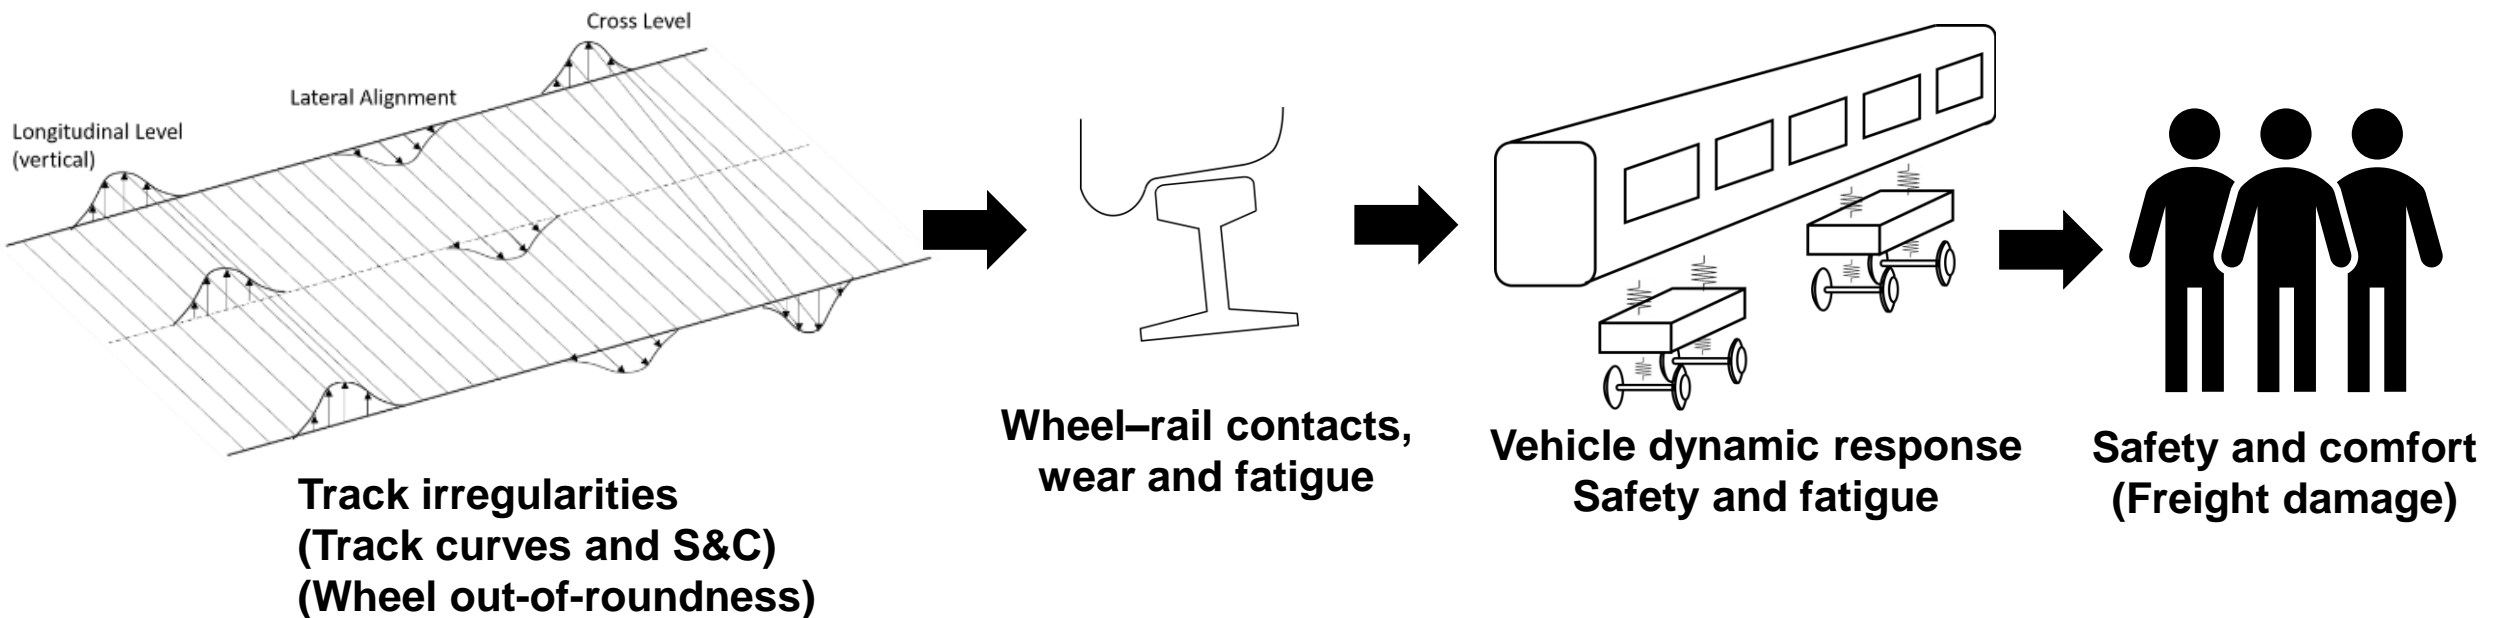 Cross Level
Lateral Alignment
Longitudinal Level
(vertical)
Track irregularities
(Track curves and S&C)
(Wheel out-of-roundness)
Wheel–rail contacts,
wear and fatigue
Vehicle dynamic response
Safety and fatigue
Safety and comfort
(Freight damage)